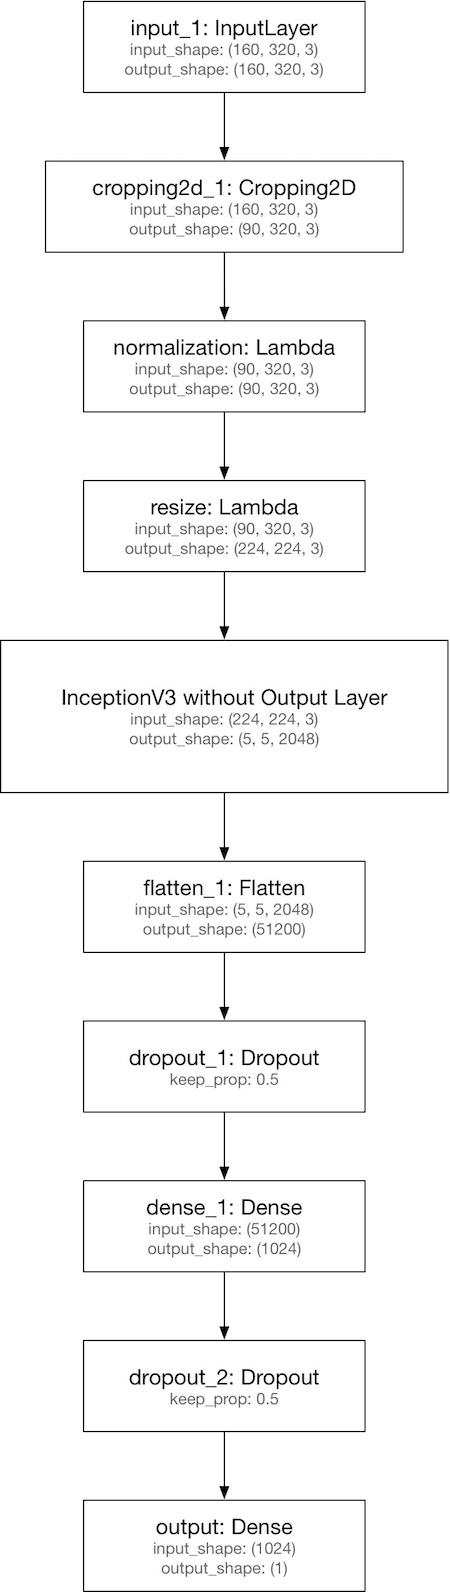 input_1: InputLayer
input_shape: (160, 320, 3)
output_shape: (160, 320, 3)
cropping2d_1: Cropping2D
input_shape: (160, 320, 3)
output_shape: (90, 320, 3)
normalization: Lambda
input_shape: (90, 320, 3)
output_shape: (90, 320, 3)
resize: Lambda
input_shape: (90, 320, 3)
output_shape: (224, 224, 3)
InceptionV3 without Output Layer
input_shape: (224, 224, 3)
output_shape: (5, 5, 2048)
flatten_1: Flatten
input_shape: (5, 5, 2048)
output_shape: (51200)
dropout_1: Dropout
keep_prop: 0.5
dense_1: Dense
input_shape: (51200)
output_shape: (1024)
dropout_2: Dropout
keep_prop: 0.5
output: Dense
input_shape: (1024)
output_shape: (1)